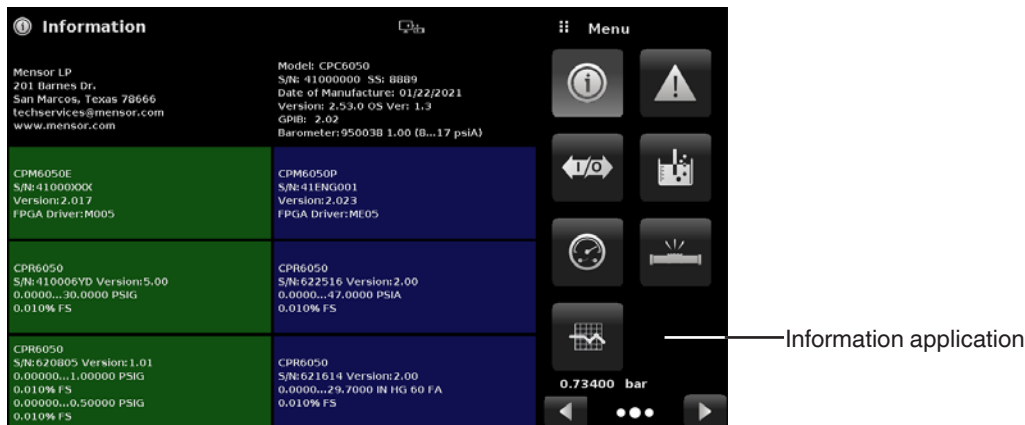 Information
Mensor LP
201 Barnes Dr.
San Marcos, Texas 78666
techservices@mensor.com
www.mensor.com
Model: CPC6050
S/N: 41000000 SS: 8889
Date of Manufacture: 01/22/2021
Version: 2.53.0 OS Ver: 1.3
GPIB: 2.02
Barometer:950038 1.00 (8...17 psiA)
CPM6050E
S/N:41000XXX
Version:2.017
FPGA Driver:M005
CPM6050P
S/N:41ENG001
Version:2.023
FPGA Driver:ME05
CPR6050
S/N:410006YD Version:5.00
0.0000...30.0000 PSIG
0.010% FS
CPR6050
S/N:622516 Version:2.00
0.0000...47.0000 PSIA
0.010% FS
CPR6050
S/N:620805 Version:1.01
0.00000...1.00000 PSIG
0.010% FS
0.00000...0.50000 PSIG
0.010% FS
CPR6050
S/N:621614 Version:2.00
0.0000...29.7000 IN HG 60 FA
0.010% FS
Menu
I/O
0.73400 bar
Information application